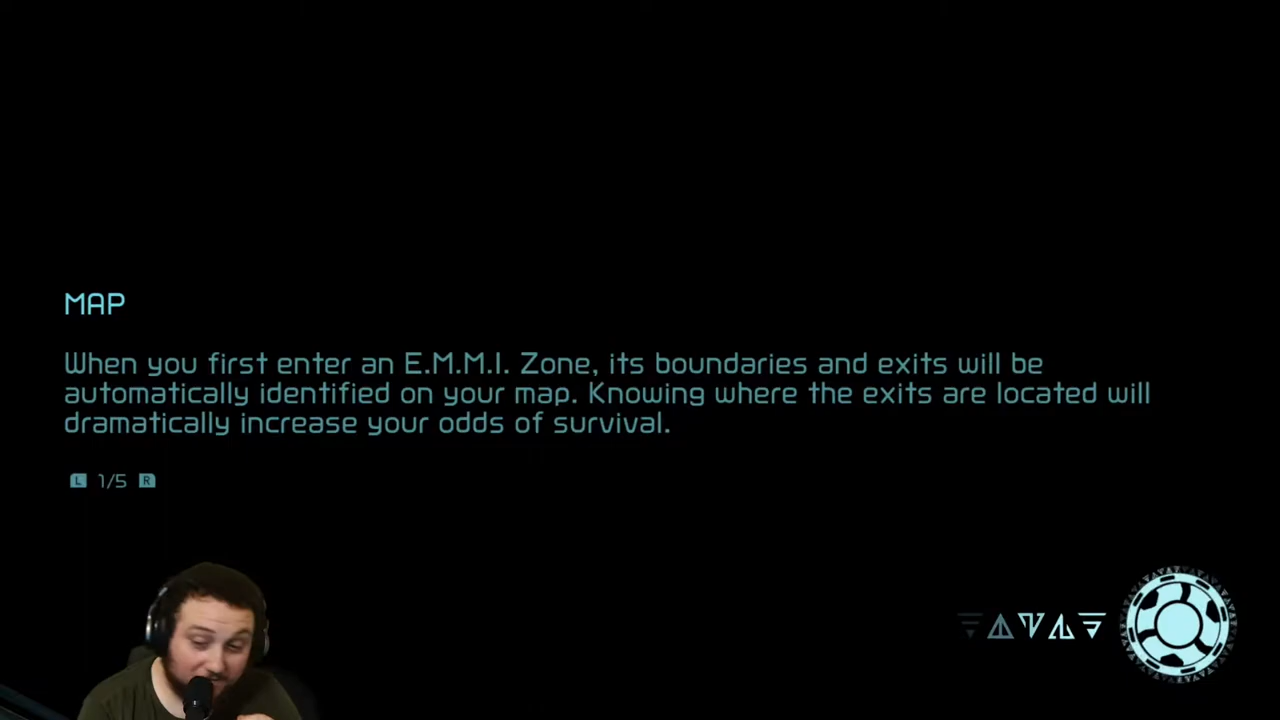 MAP
When you first enter an E.M.M.I. Zone, its boundaries and exits will be
automatically identified on your map. Knowing where the exits are located will
dramatically increase your odds of survival.
L 1/5 R